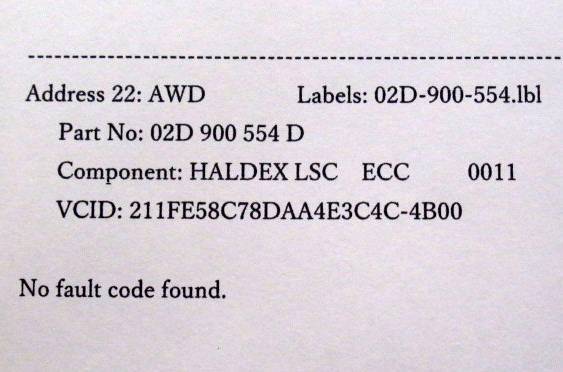 Address 22: AWD Labels: 02D-900-554.lbl
Part No: 02D 900 554 D
Component: HALDEX LSC ECC 0011
VCID: 211FE58C78DAA4E3C4C-4B00
No fault code found.